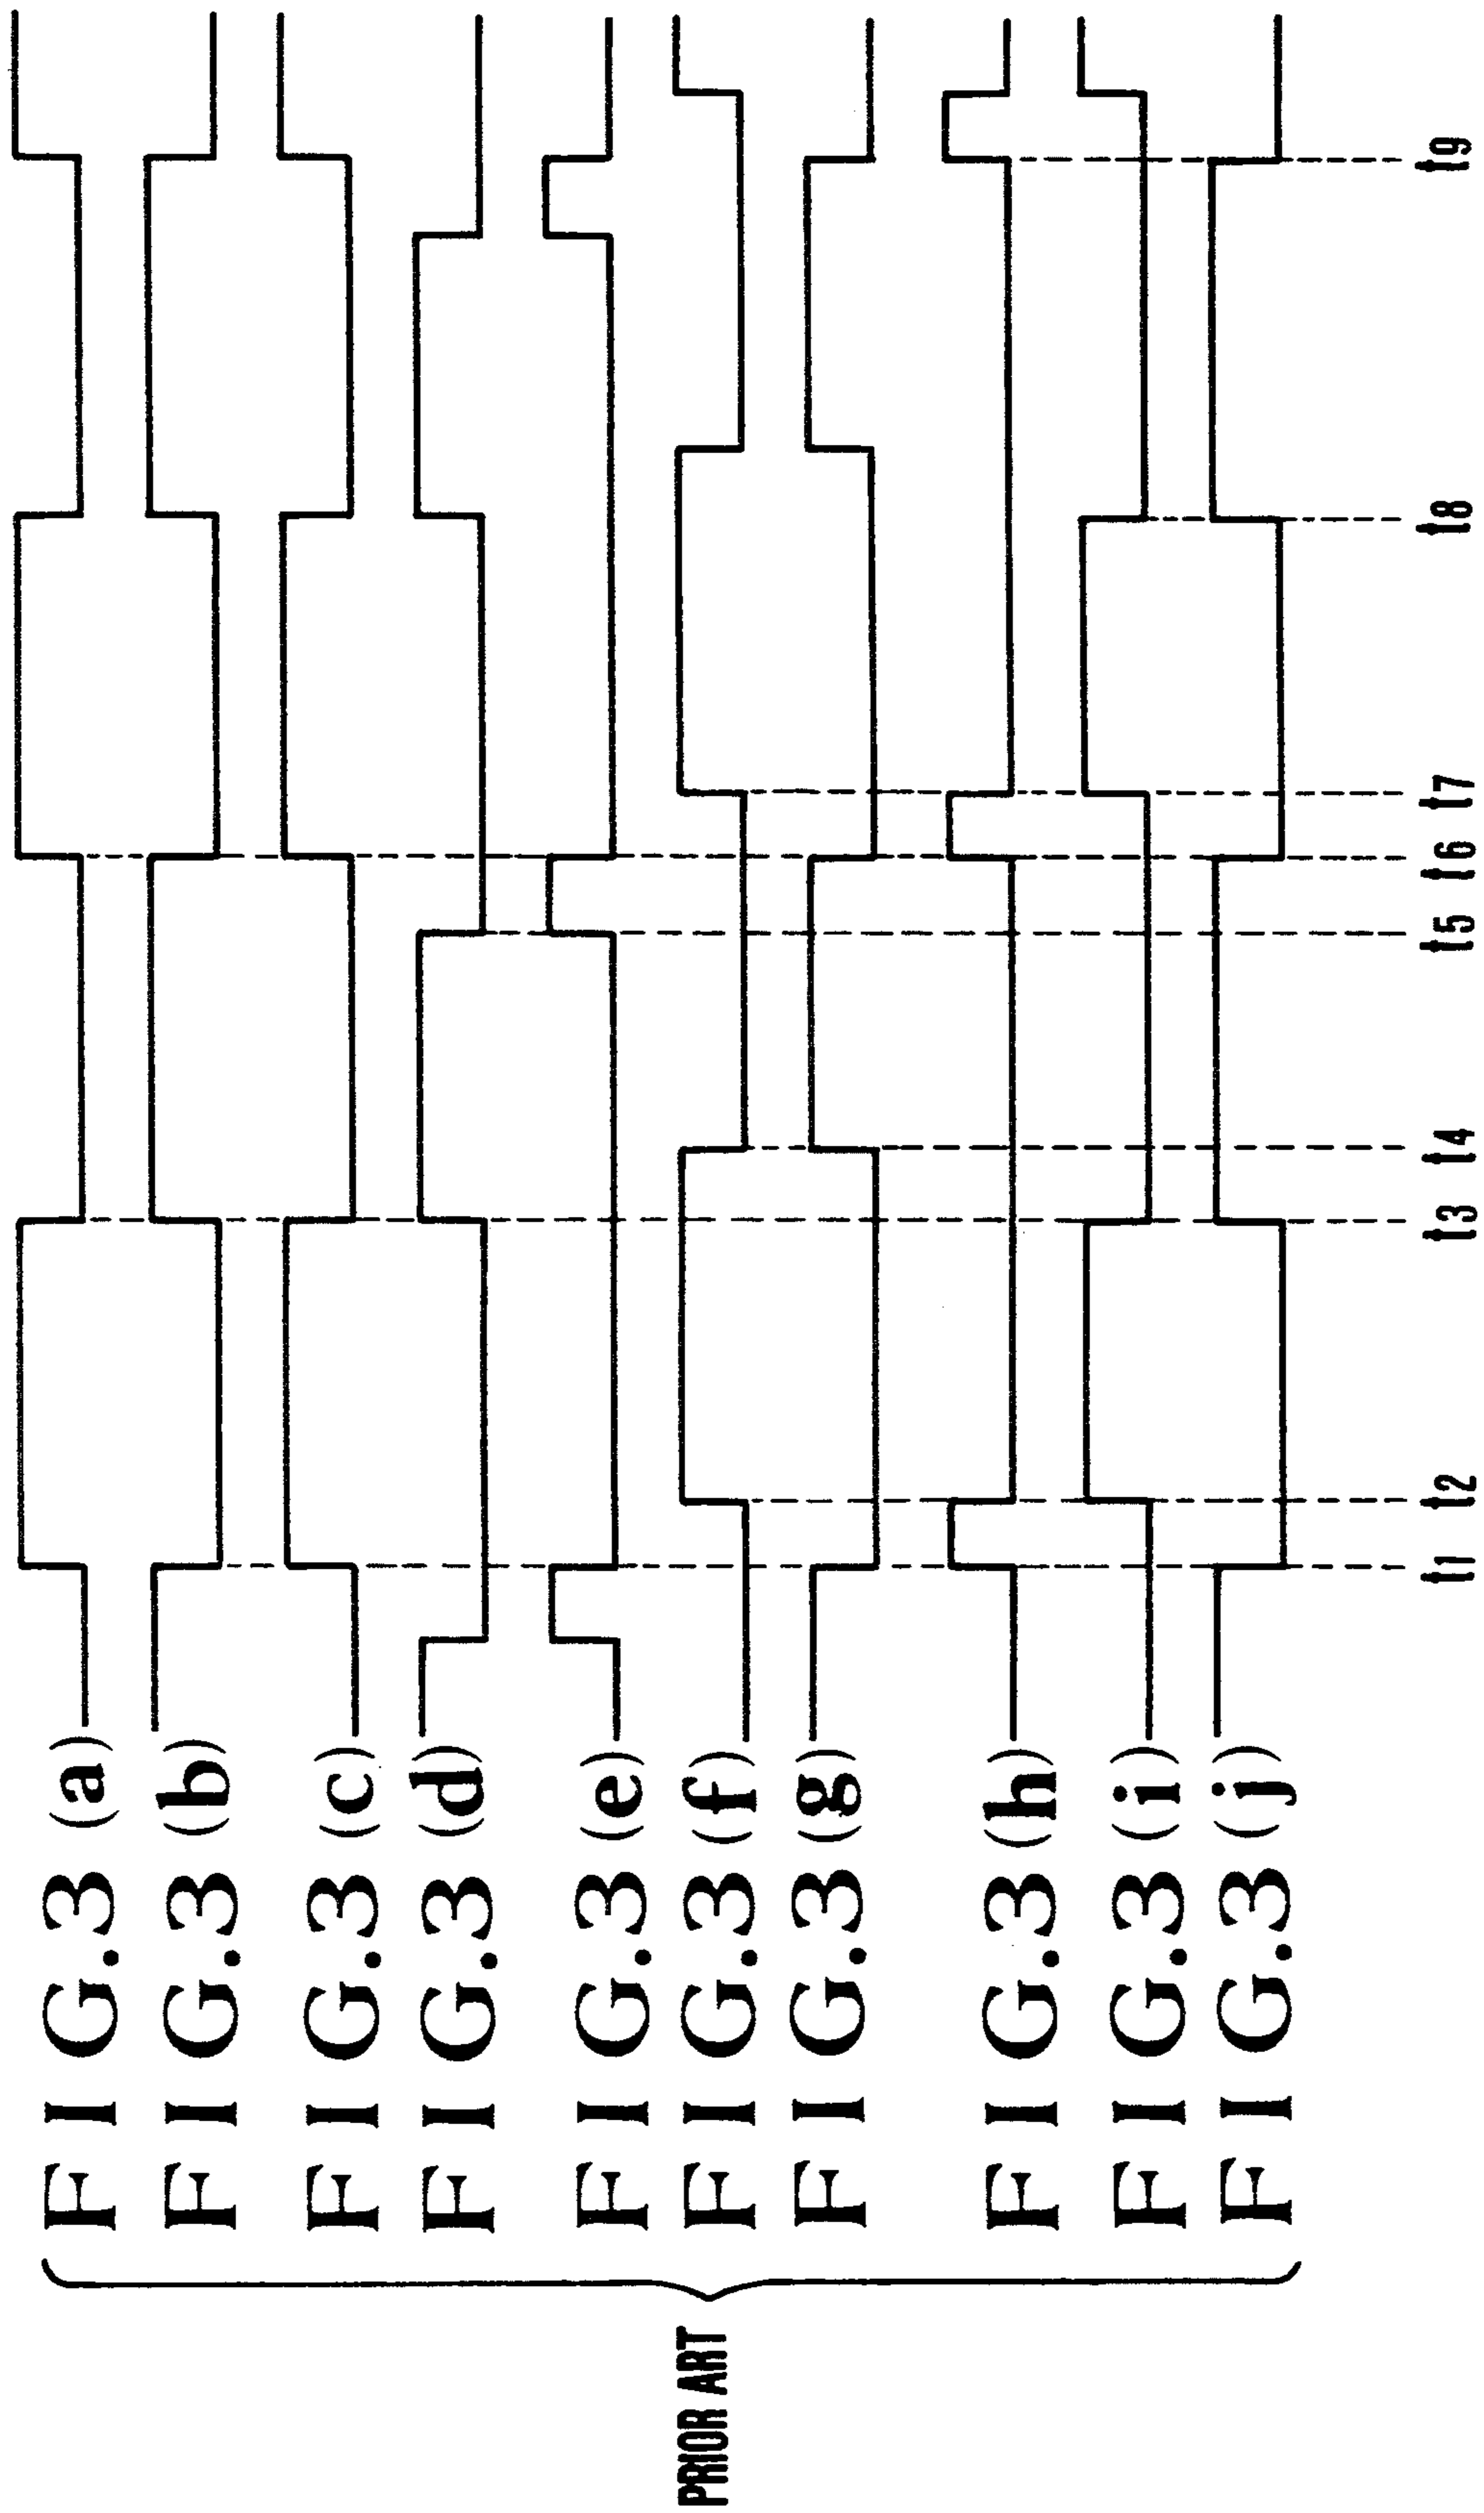 PRIOR ART
FIG.3(a)
FIG.3(b)
FIG.3(c)
FIG.3(d)
FIG.3(e)
FIG.3(f)
FIG.3(g)
FIG.3(h)
FIG.3(i)
FIG.3(j)
t1 t2 t3 t4 t5 t6 t7 t8 t9